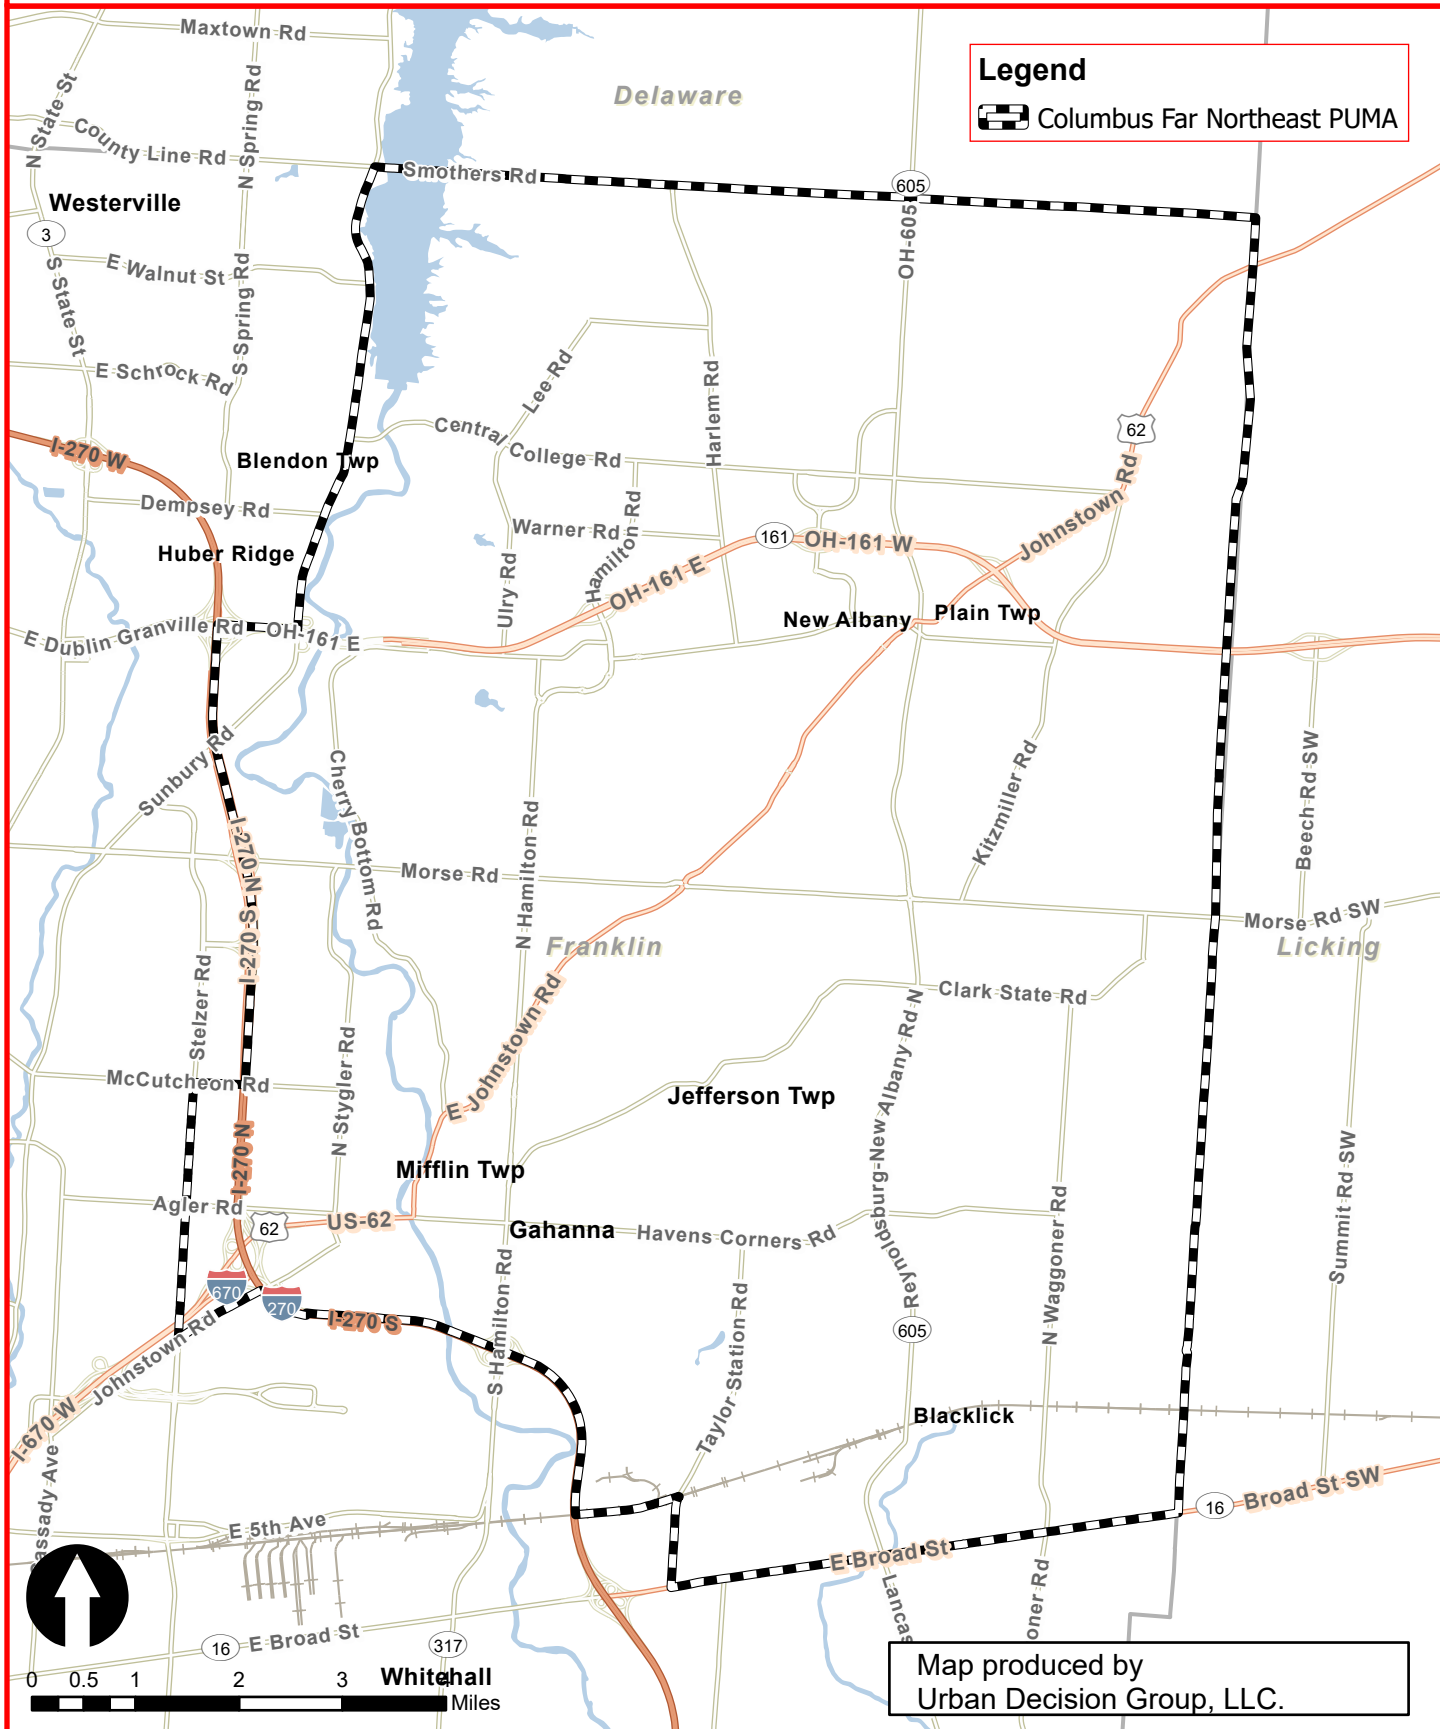 Maxtown Rd
Legend
Columbus Far Northeast PUMA
Delaware
N State St
N Spring Rd
County Line Rd
Smothers Rd
605
Westerville
3
OH-605
E Walnut St
S State St
S Spring Rd
E Schrock Rd
Lee Rd
Harlem Rd
62
I-270 W
Central College Rd
Blendon Twp
Johnstown Rd
Dempsey Rd
Warner Rd
Hamilton Rd
161
OH-161 W
Huber Ridge
Ulry Rd
OH-161 E
New Albany
Plain Twp
E Dublin Granville Rd
OH-161 E
Sunbury Rd
Cherry Bottom Rd
N Hamilton Rd
Kitzmiller Rd
Beech Rd SW
I-270 N
Morse Rd
Morse Rd SW
I-270 S
Franklin
Licking
Stelzer Rd
E Johnstown Rd
Clark State Rd
N Stygler Rd
McCutcheon Rd
Reynoldsburg-New Albany Rd N
Jefferson Twp
I-270 N
Mifflin Twp
Summit Rd SW
Agler Rd
62
US-62
Gahanna
Havens Corners Rd
N Waggoner Rd
670
270
I-270 S
S Hamilton Rd
Taylor Station Rd
605
Johnstown Rd
I-670 W
Blacklick
16
Broad St SW
assady Ave
E 5th Ave
E Broad St
Lancas
oner Rd
16
E Broad St
317
Whitehall
0 0.5 1 2 3 4
Miles
Map produced by
Urban Decision Group, LLC.